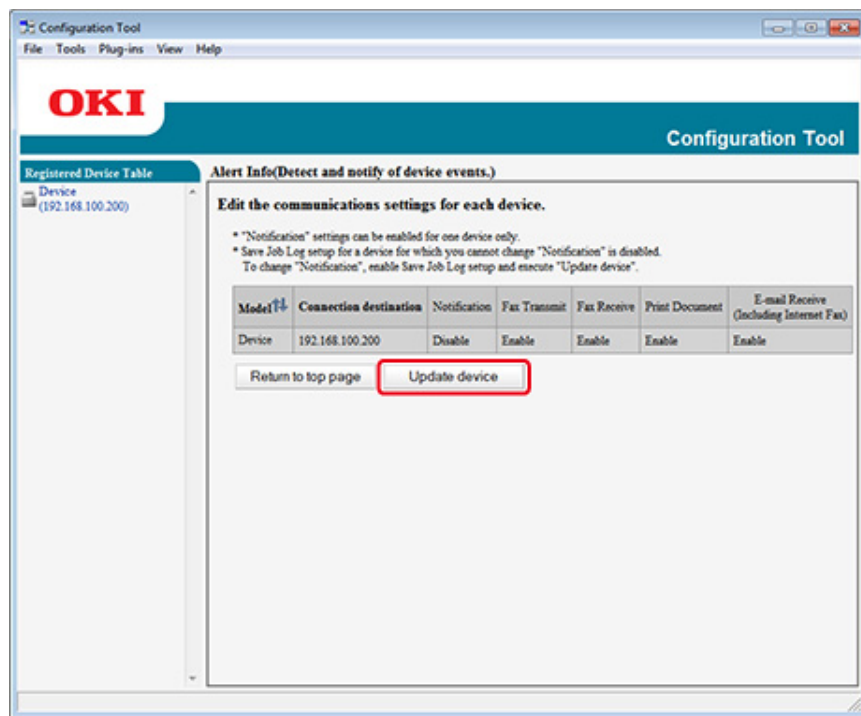 Configuration Tool
File Tools Plug-ins View Help
OKI
Configuration Tool
Registered Device Table
Device
(192.168.100.200)
Alert Info(Detect and notify of device events.)
Edit the communications settings for each device.
* "Notification" settings can be enabled for one device only.
* Save Job Log setup for a device for which you cannot change "Notification" is disabled.
To change "Notification", enable Save Job Log setup and execute "Update device".
Model Connection destination Notification Fax Transmit Fax Receive Print Document E-mail Receive
(Including Internet Fax)
Device 192.168.100.200 Disable Enable Enable Enable Enable
Return to top page Update device